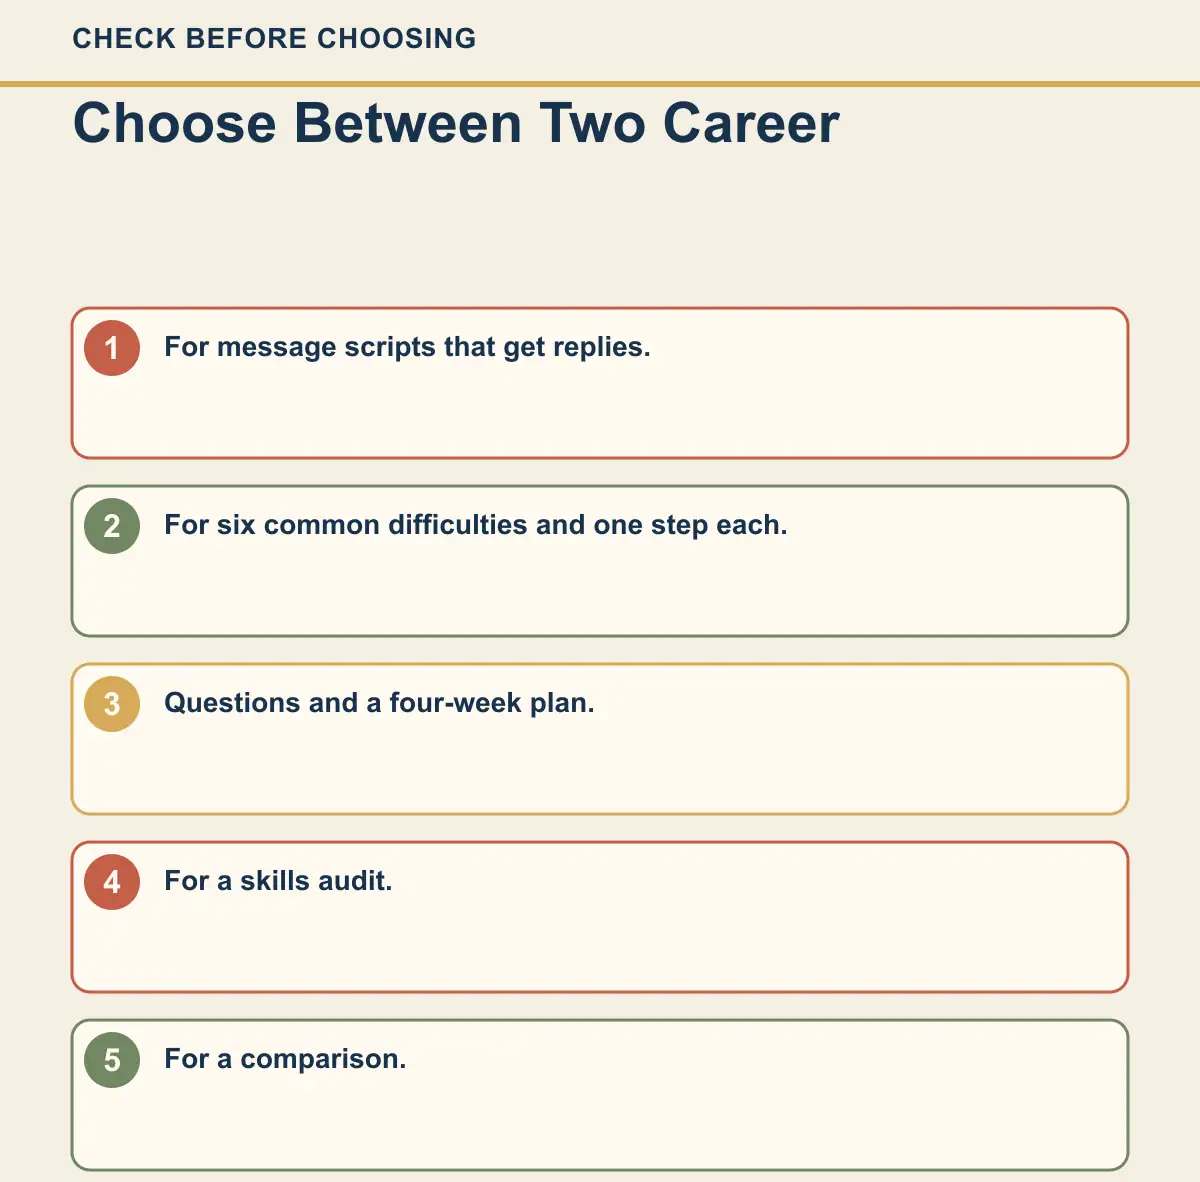 CHECK BEFORE CHOOSING
Choose Between Two Career
1
For message scripts that get replies.
2
For six common difficulties and one step each.
3
Questions and a four-week plan.
4
For a skills audit.
5
For a comparison.